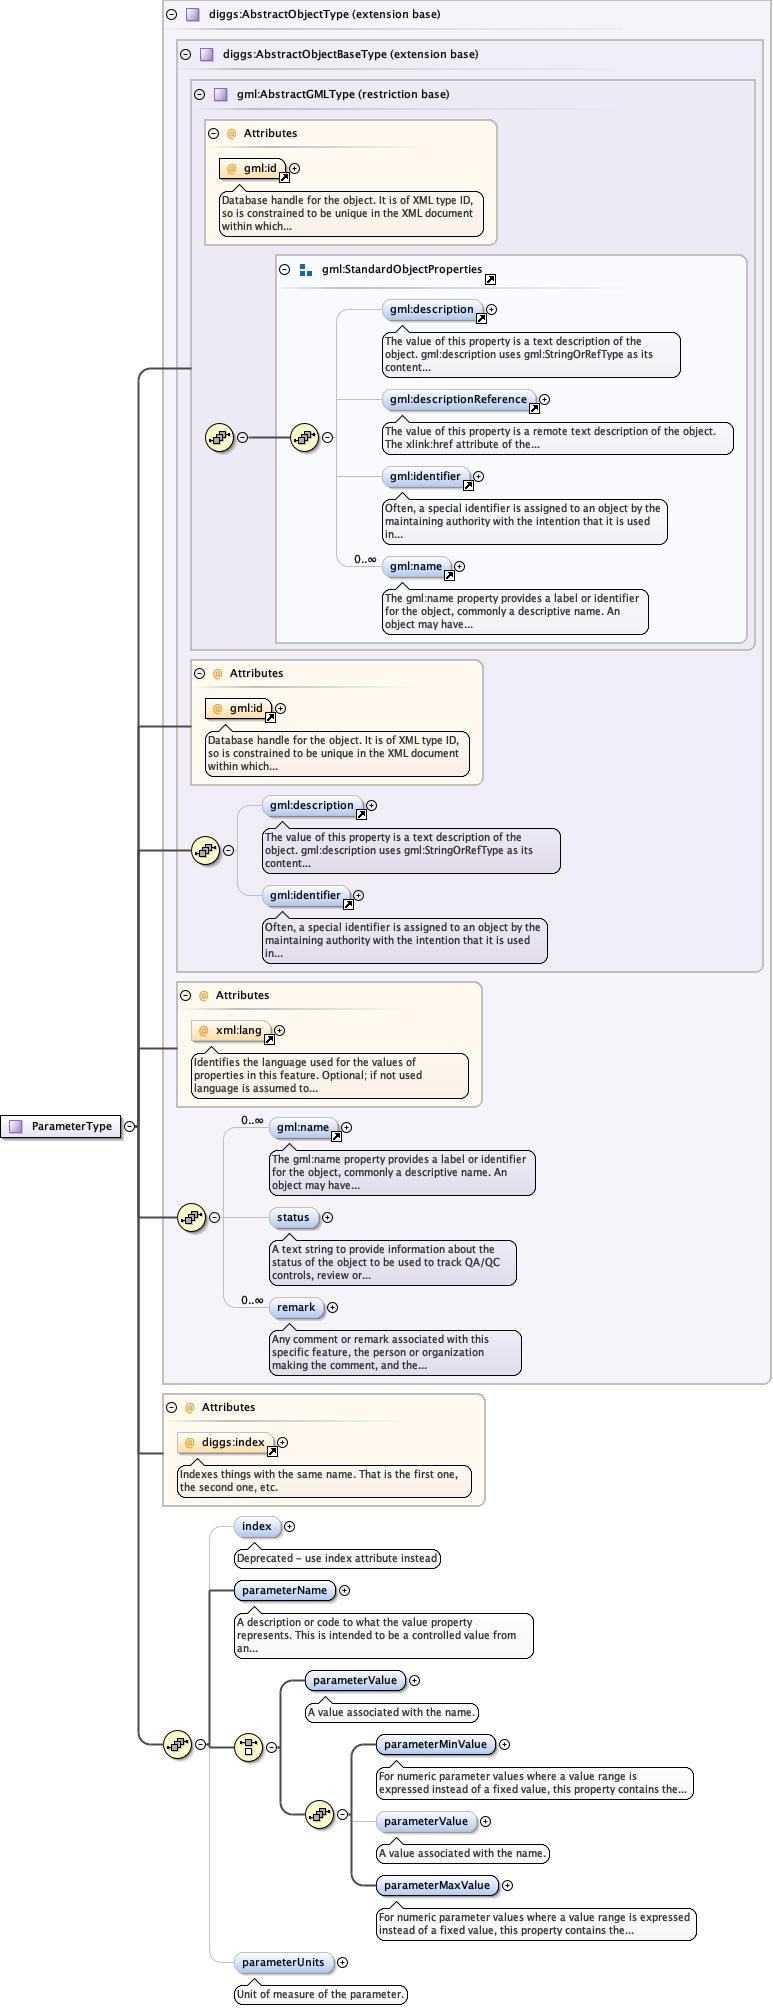 diggs:AbstractObjectType (extension base)
diggs:AbstractObjectBaseType (extension base)
gml:AbstractGMLType (restriction base)
@ Attributes
@ gml:id
Database handle for the object. It is of XML type ID,
so is constrained to be unique in the XML document
within which...
gml:StandardObjectProperties
gml:description
The value of this property is a text description of the
object. gml:description uses gml:StringOrRefType as its
content...
gml:descriptionReference
The value of this property is a remote text description of the object.
The xlink:href attribute of the...
gml:identifier
Often, a special identifier is assigned to an object by the
maintaining authority with the intention that it is used
in...
0..∞
gml:name
The gml:name property provides a label or identifier
for the object, commonly a descriptive name. An
object may have...
@ Attributes
@ gml:id
Database handle for the object. It is of XML type ID,
so is constrained to be unique in the XML document
within which...
gml:description
The value of this property is a text description of the
object. gml:description uses gml:StringOrRefType as its
content...
gml:identifier
Often, a special identifier is assigned to an object by the
maintaining authority with the intention that it is used
in...
@ Attributes
@ xml:lang
Identifies the language used for the values of
properties in this feature. Optional; if not used
language is assumed to...
ParameterType
0..∞
gml:name
The gml:name property provides a label or identifier
for the object, commonly a descriptive name. An
object may have...
status
A text string to provide information about the
status of the object to be used to track QA/QC
controls, review or...
0..∞
remark
Any comment or remark associated with this
specific feature, the person or organization
making the comment, and the...
@ Attributes
@ diggs:index
Indexes things with the same name. That is the first one,
the second one, etc.
index
Deprecated – use index attribute instead
parameterName
A description or code to what the value property
represents. This is intended to be a controlled value from
an...
parameterValue
A value associated with the name.
parameterMinValue
For numeric parameter values where a value range is
expressed instead of a fixed value, this property contains the...
parameterValue
A value associated with the name.
parameterMaxValue
For numeric parameter values where a value range is expressed
instead of a fixed value, this property contains the...
parameterUnits
Unit of measure of the parameter.